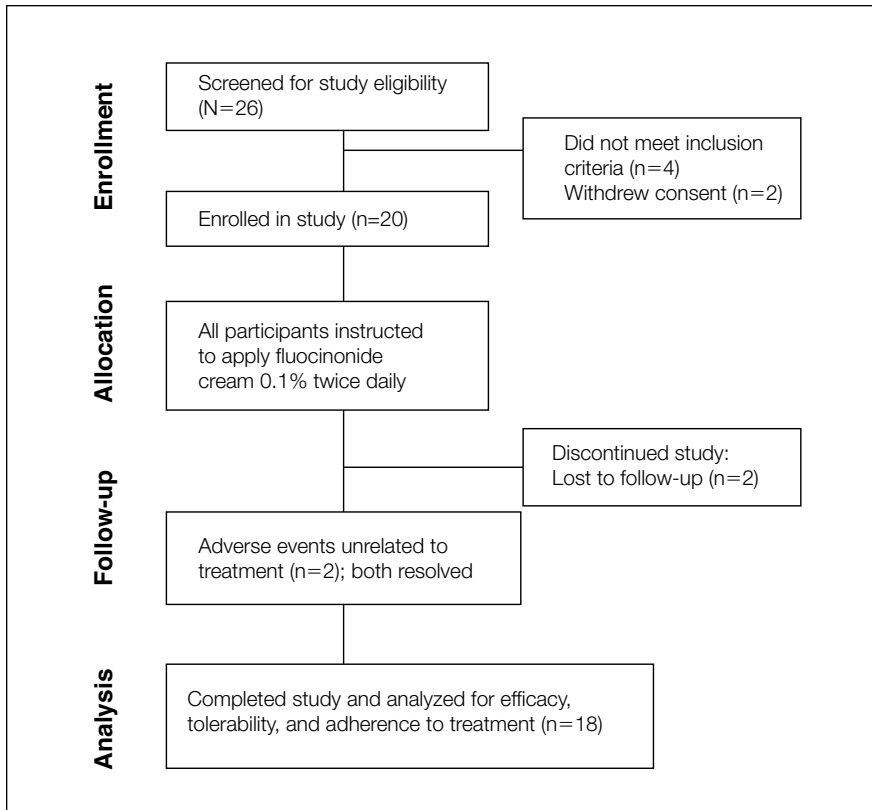 Enrollment
Screened for study eligibility
(N=26)
Did not meet inclusion
criteria (n=4)
Withdrew consent (n=2)
Enrolled in study (n=20)
Allocation
All participants instructed
to apply fluocinonide
cream 0.1% twice daily
Follow-up
Discontinued study:
Lost to follow-up (n=2)
Adverse events unrelated to
treatment (n=2); both resolved
Analysis
Completed study and analyzed for efficacy,
tolerability, and adherence to treatment (n=18)